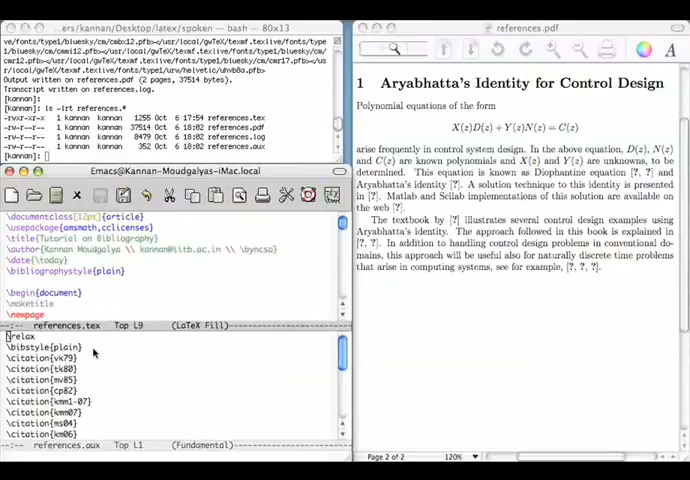 ...ers/kannan/Desktop/latex/spoken — bash — 80x13
ve/fonts/type1/bluesky/cm/cmbx12.pfb></usr/local/gwTeX/texmf.texlive/fonts/type
1/bluesky/cm/cmmi12.pfb></usr/local/gwTeX/texmf.texlive/fonts/type1/bluesky/cm/
cmr12.pfb></usr/local/gwTeX/texmf.texlive/fonts/type1/bluesky/cm/cmr17.pfb></us
r/local/gwTeX/texmf.texlive/fonts/type1/urw/helvetic/uhvb8a.pfb>
Output written on references.pdf (2 pages, 37514 bytes).
Transcript written on references.log.
[kannan]:
[kannan]: ls -lrt references.*
-rwxr-xr-x 1 kannan kannan 1255 Oct 6 17:54 references.tex
-rw-r--r-- 1 kannan kannan 37514 Oct 6 18:02 references.pdf
-rw-r--r-- 1 kannan kannan Oct 6 18:02 references.log
-rw-r--r-- 1 kannan kannan 352 Oct 6 18:02 references.aux
[kannan]:
Emacs@Kannan-Moudgalyas-iMac.local
\documentclass[12pt]{article}
\usepackage{amsmath,cclicenses}
\title{Tutorial on Bibliography}
\author{Kannan Moudgalya \\ kannan@iitb.ac.in \\ \byncsa}
\date{\today}
\bibliographystyle{plain}
\begin{document}
\maketitle
\newpage
--:--- references.tex Top L9 (LaTeX Fill)
\relax
\bibstyle{plain}
\citation{vk79}
\citation{tk80}
\citation{mv85}
\citation{cp82}
\citation{kmm1-07}
\citation{kmm07}
\citation{ms04}
\citation{km06}
--:--- references.aux Top L1 (Fundamental)
references.pdf
1 Aryabhatta's Identity for Control Design
Polynomial equations of the form
X(z)D(z) + Y(z)N(z) = C(z)
arise frequently in control system design. In the above equation, D(z), N(z)
and C(z) are known polynomials and X(z) and Y(z) are unknowns, to be
determined. This equation is known as Diophantine equation [?, ?] and
Aryabhatta's identity [?]. A solution technique to this identity is presented
in [?]. Matlab and Scilab implementations of this solution are available on
the web [?].
The textbook by [?] illustrates several control design examples using
Aryabhatta's identity. The approach followed in this book is explained in
[?, ?]. In addition to handling control design problems in conventional do-
mains, this approach will be useful also for naturally discrete time problems
that arise in computing systems, see for example, [?, ?, ?].
Page 2 of 2 120%